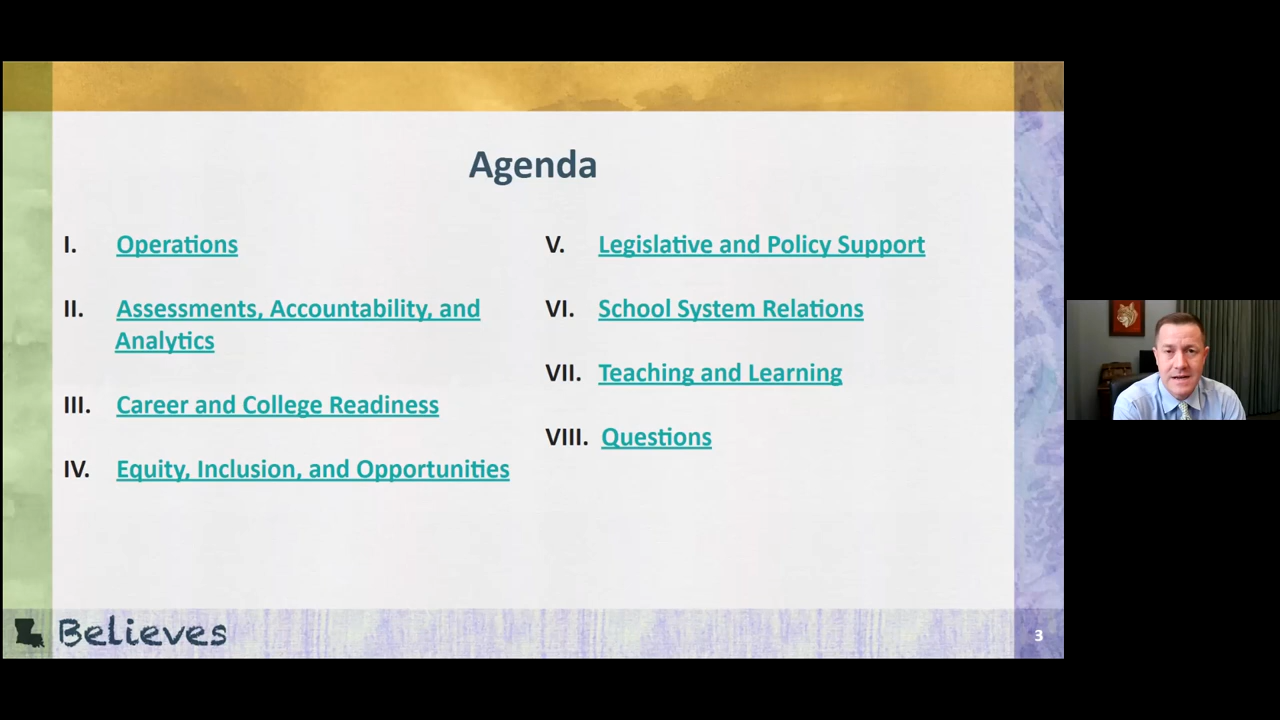 Agenda
I. Operations
II. Assessments, Accountability, and
Analytics
III. Career and College Readiness
IV. Equity, Inclusion, and Opportunities
V. Legislative and Policy Support
VI. School System Relations
VII. Teaching and Learning
VIII. Questions
Believes
3